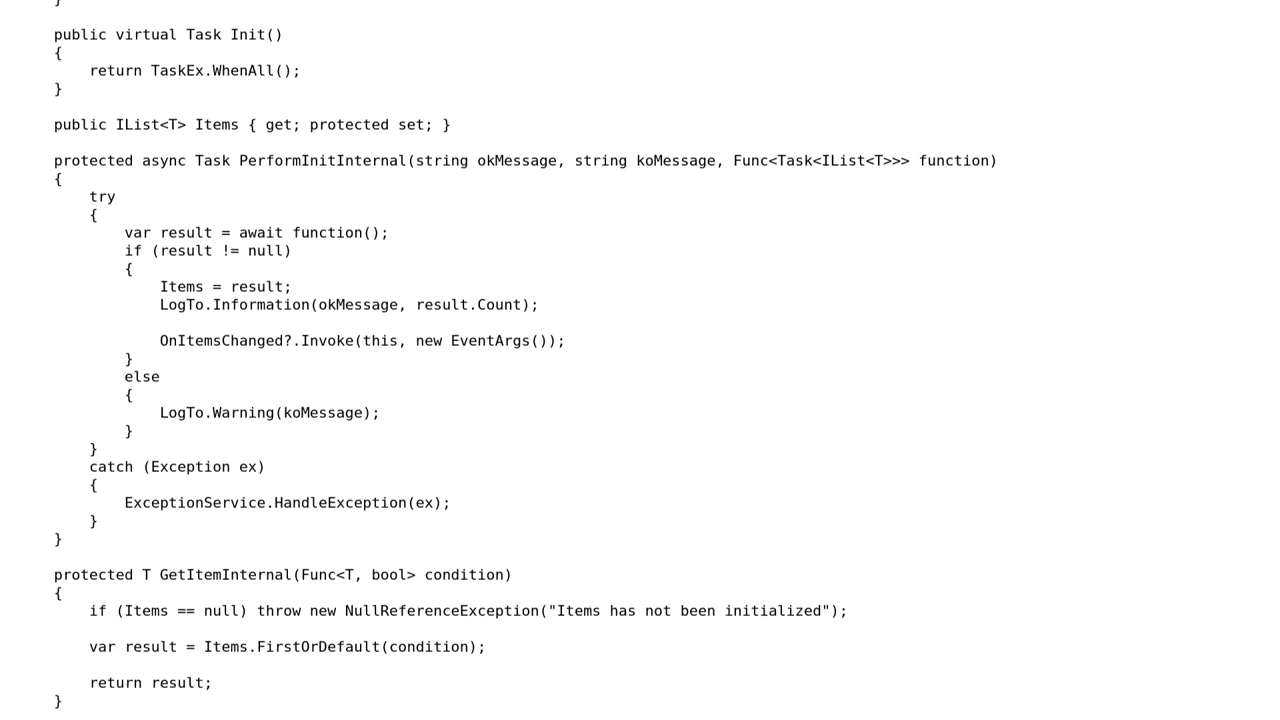 }
public virtual Task Init()
{
    return TaskEx.WhenAll();
}
public IList<T> Items { get; protected set; }
protected async Task PerformInitInternal(string okMessage, string koMessage, Func<Task<IList<T>>> function)
{
    try
    {
        var result = await function();
        if (result != null)
        {
            Items = result;
            LogTo.Information(okMessage, result.Count);
            OnItemsChanged?.Invoke(this, new EventArgs());
        }
        else
        {
            LogTo.Warning(koMessage);
        }
    }
    catch (Exception ex)
    {
        ExceptionService.HandleException(ex);
    }
}
protected T GetItemInternal(Func<T, bool> condition)
{
    if (Items == null) throw new NullReferenceException("Items has not been initialized");
    var result = Items.FirstOrDefault(condition);
    return result;
}